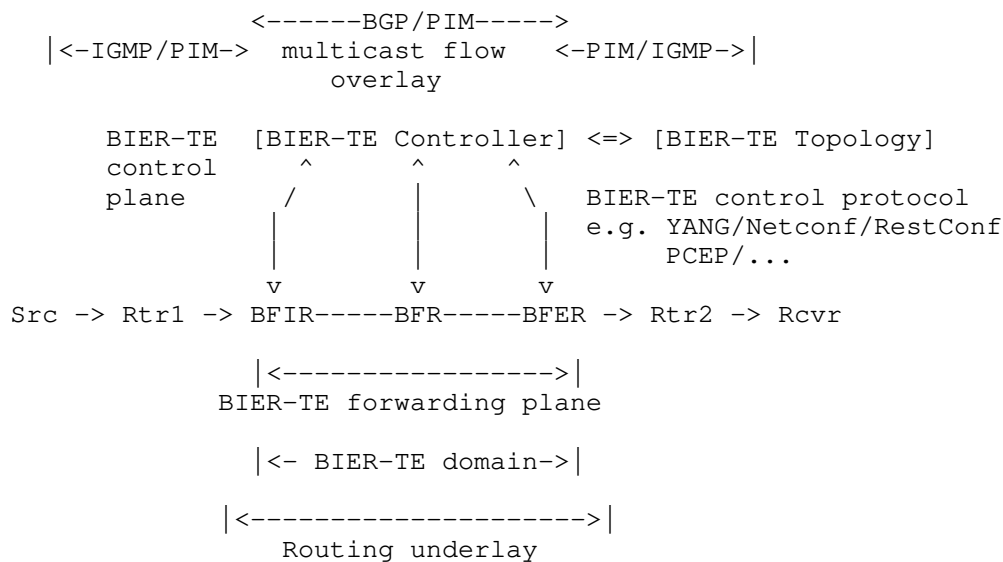 <------BGP/PIM----->
   |<-IGMP/PIM->  multicast flow   <-PIM/IGMP->|
                     overlay

       BIER-TE  [BIER-TE Controller] <=> [BIER-TE Topology]
       control     ^      ^     ^
       plane      /       |      \   BIER-TE control protocol
                 |        |       |  e.g. YANG/Netconf/RestConf
                 |        |       |       PCEP/...
                 v        v       v
Src -> Rtr1 -> BFIR-----BFR-----BFER -> Rtr2 -> Rcvr

               |<----------------->|
             BIER-TE forwarding plane

               |<- BIER-TE domain->|

             |<--------------------->|
                 Routing underlay